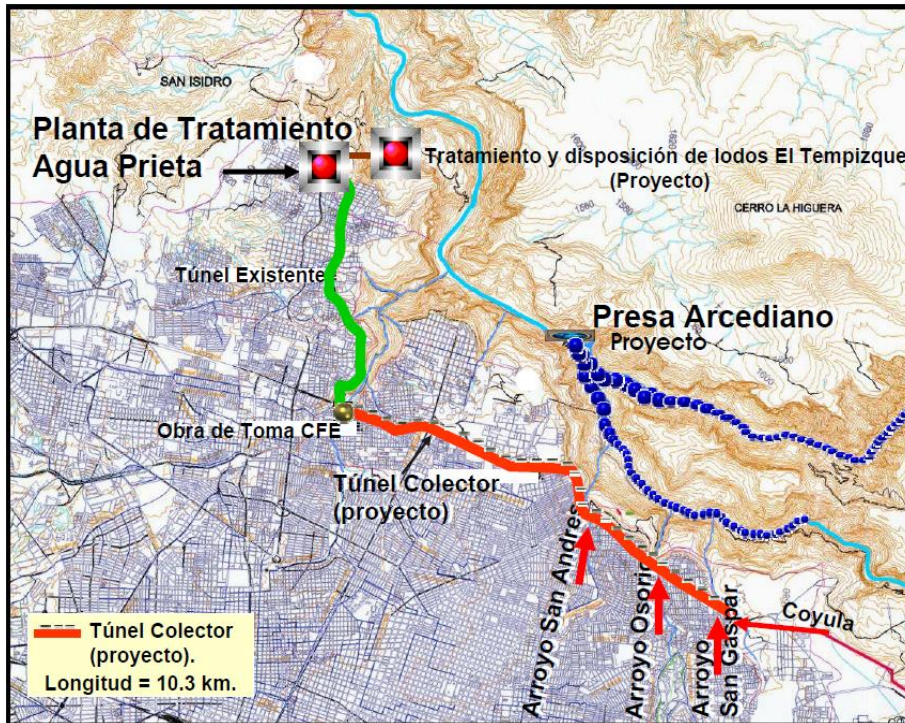 SAN ISIDRO
Planta de Tratamiento
Agua Prieta
Tratamiento y disposición de lodos El Tempizque
(Proyecto)
CERRO LA HIGUERA
Túnel Existente
Presa Arcediano
Proyecto
Obra de Toma CFE
Túnel Colector
(proyecto)
Arroyo San Andres
Arroyo Osorio
Arroyo
San Gaspar
Coyula
Túnel Colector
(proyecto).
Longitud = 10.3 km.